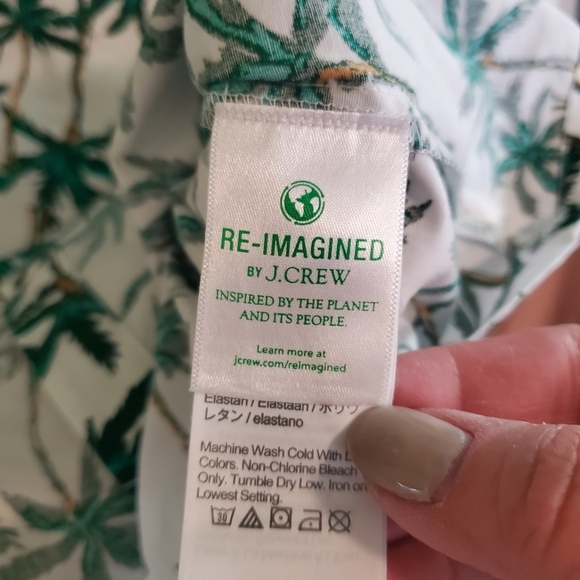 RE-IMAGINED
BY J.CREW
INSPIRED BY THE PLANET
AND ITS PEOPLE.
Learn more at
jcrew.com/reimagined
Elastan / Elastaan / ポリウ
レタン / elastano
Machine Wash Cold With
Colors. Non-Chlorine Bleach
Only. Tumble Dry Low. Iron on
Lowest Setting.
30